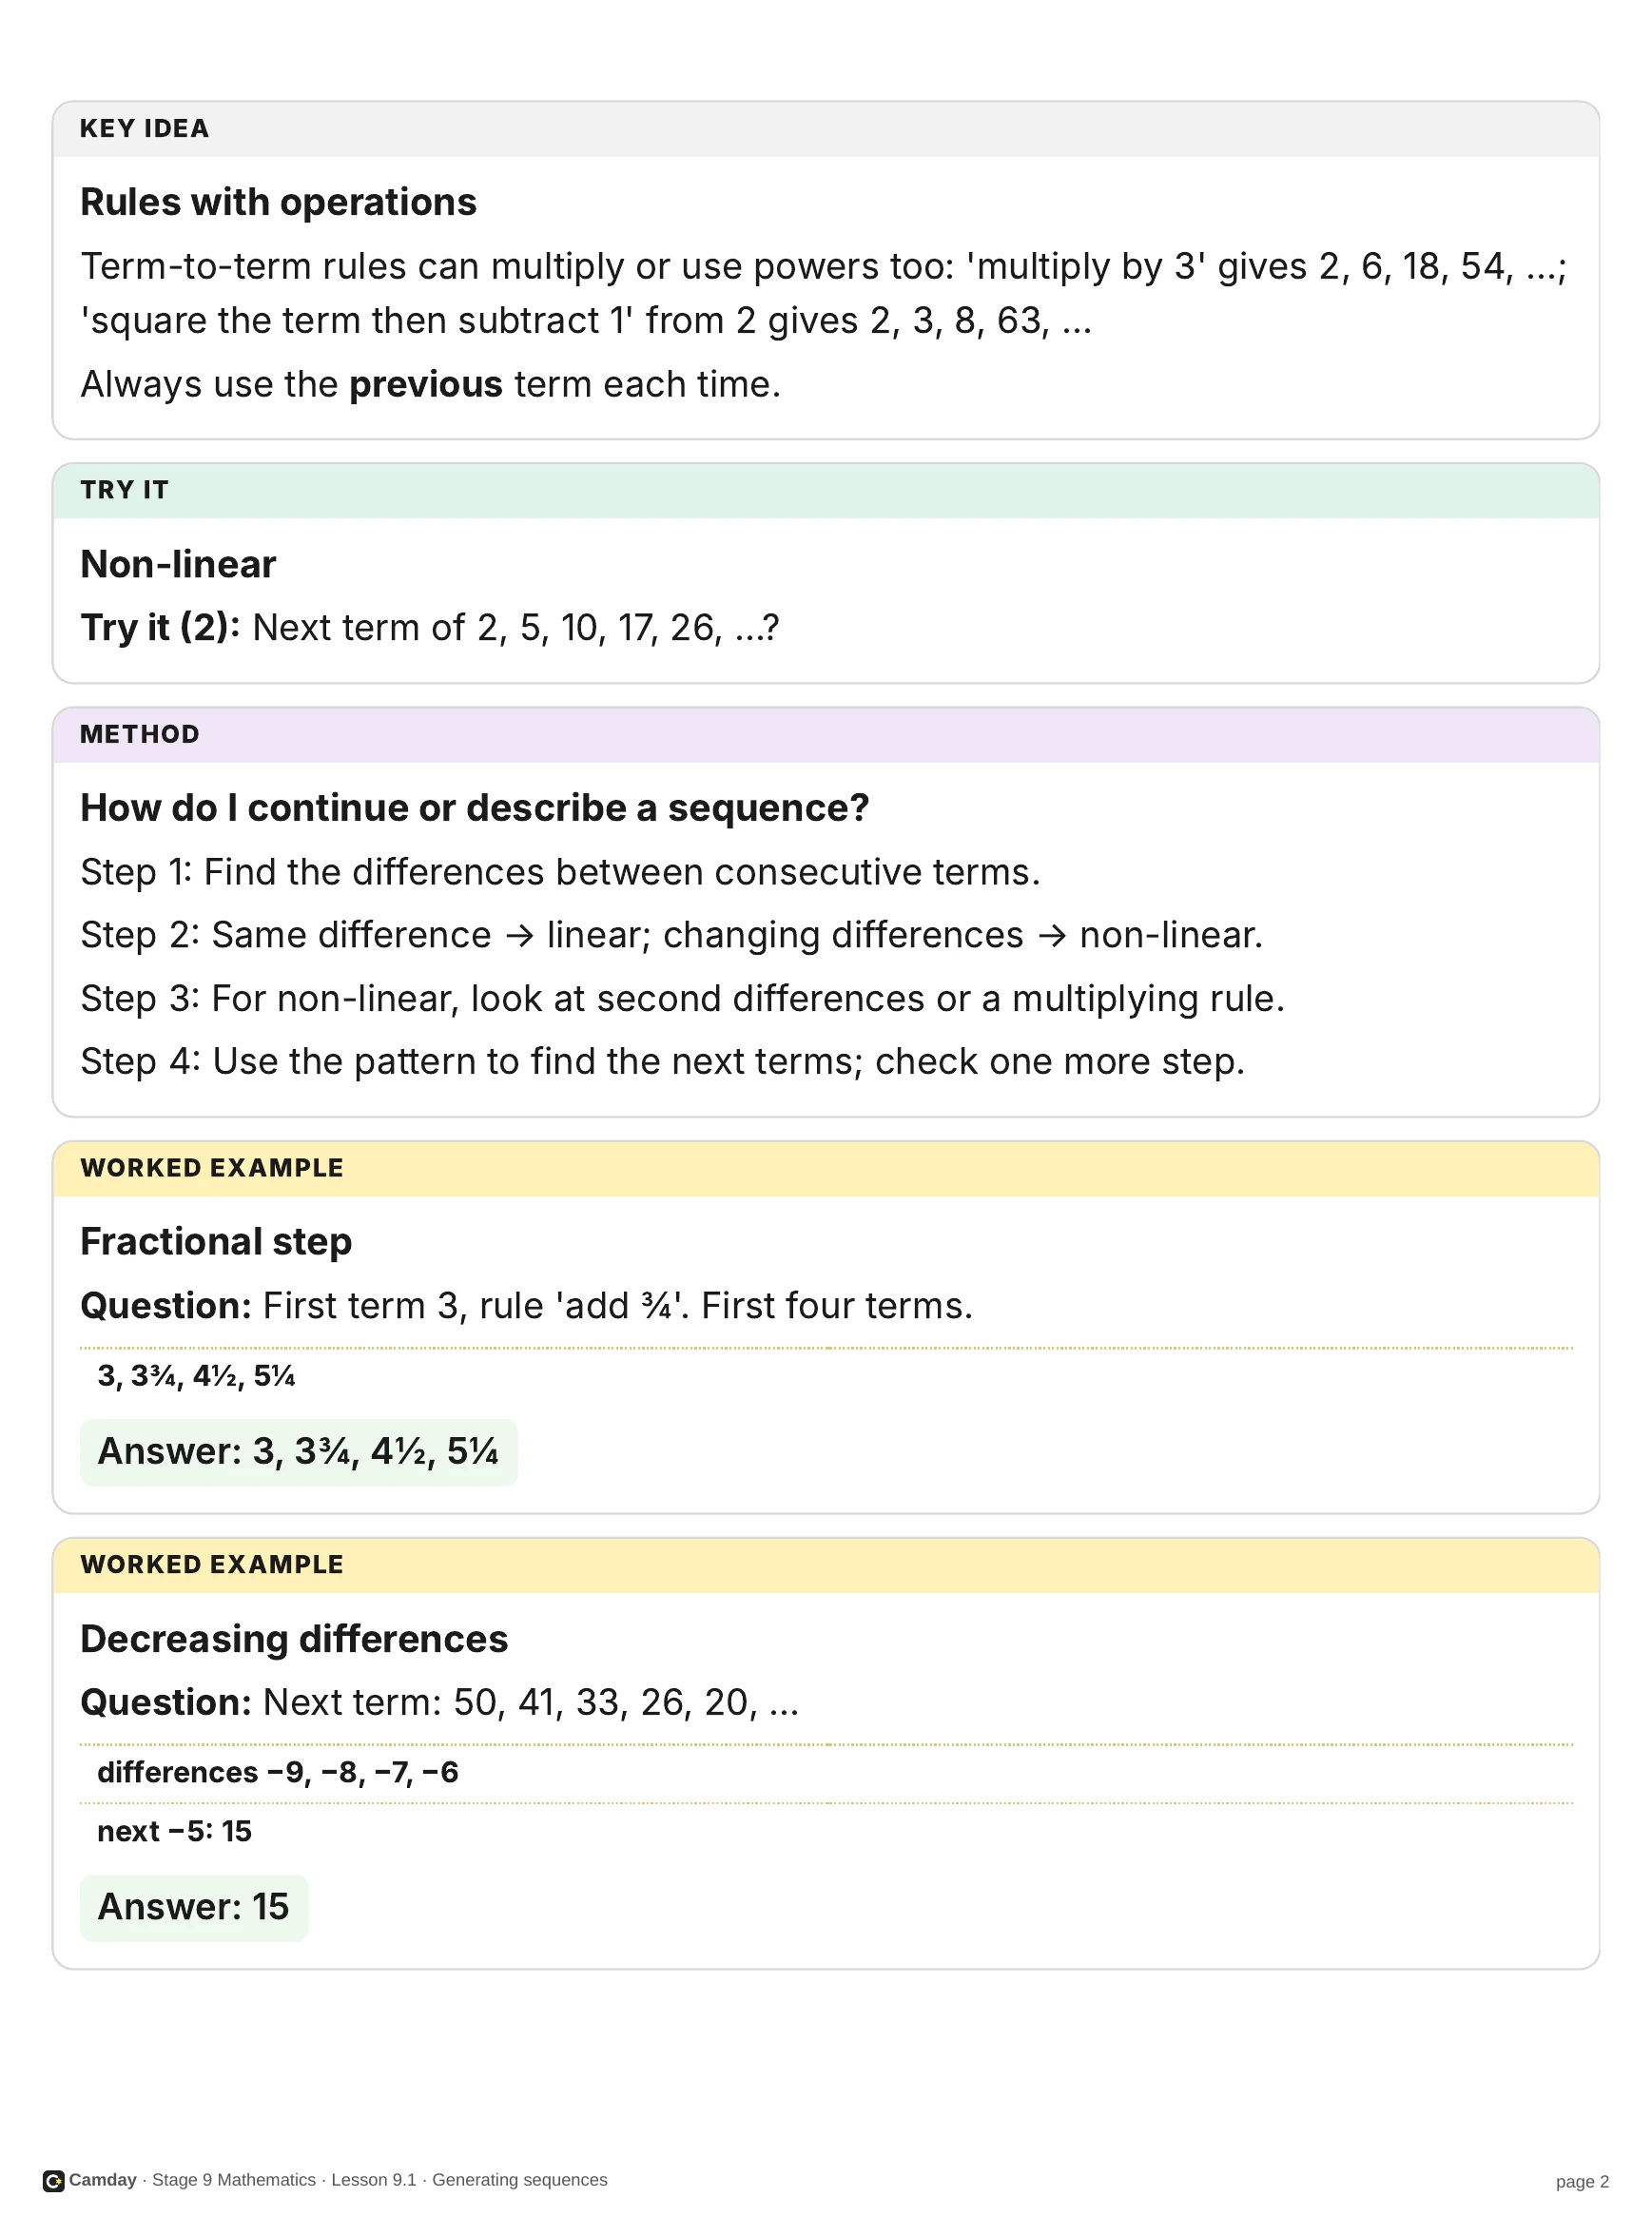 KEY IDEA
Rules with operations
Term-to-term rules can multiply or use powers too: 'multiply by 3' gives 2, 6, 18, 54, ...;
'square the term then subtract 1' from 2 gives 2, 3, 8, 63, ...
Always use the previous term each time.
TRY IT
Non-linear
Try it (2): Next term of 2, 5, 10, 17, 26, ...?
METHOD
How do I continue or describe a sequence?
Step 1: Find the differences between consecutive terms.
Step 2: Same difference → linear; changing differences → non-linear.
Step 3: For non-linear, look at second differences or a multiplying rule.
Step 4: Use the pattern to find the next terms; check one more step.
WORKED EXAMPLE
Fractional step
Question: First term 3, rule 'add ¾'. First four terms.
3, 3¾, 4½, 5¼
Answer: 3, 3¾, 4½, 5¼
WORKED EXAMPLE
Decreasing differences
Question: Next term: 50, 41, 33, 26, 20, ...
differences −9, −8, −7, −6
next −5: 15
Answer: 15
Camday · Stage 9 Mathematics · Lesson 9.1 · Generating sequences
page 2